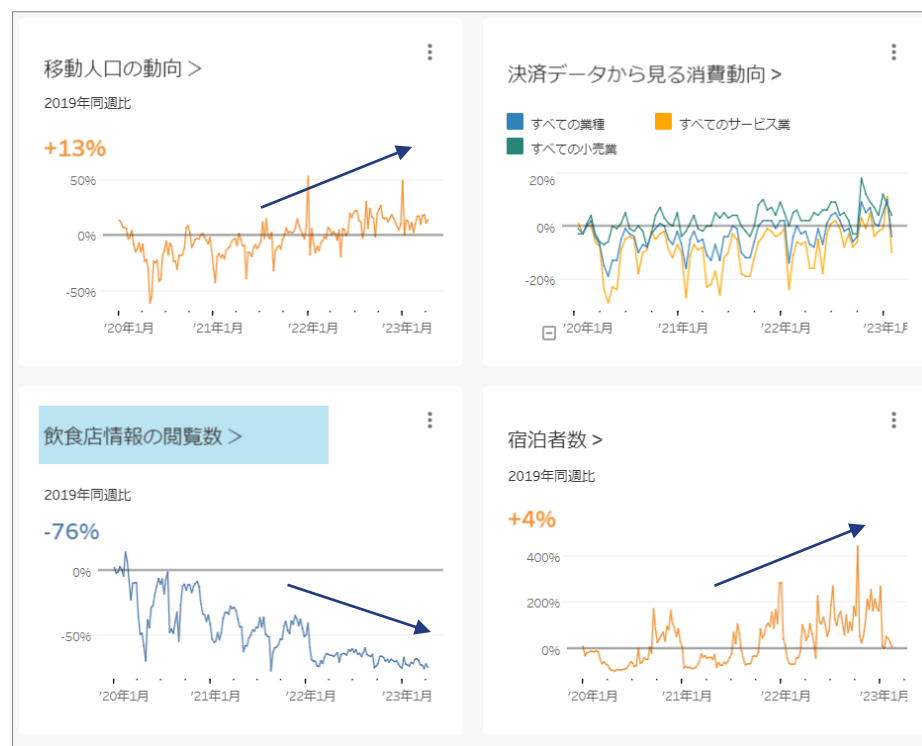 移動人口の動向 >
2019年同週比
+13%
50%
0%
-50%
'20年1月
'21年1月
'22年1月
'23年1月
決済データから見る消費動向 >
すべての業種
すべてのサービス業
すべての小売業
20%
0%
-20%
'20年1月
'21年1月
'22年1月
'23年1月
飲食店情報の閲覧数 >
2019年同週比
-76%
0%
-50%
'20年1月
'21年1月
'22年1月
'23年1月
宿泊者数 >
2019年同週比
+4%
400%
200%
0%
'20年1月
'21年1月
'22年1月
'23年1月